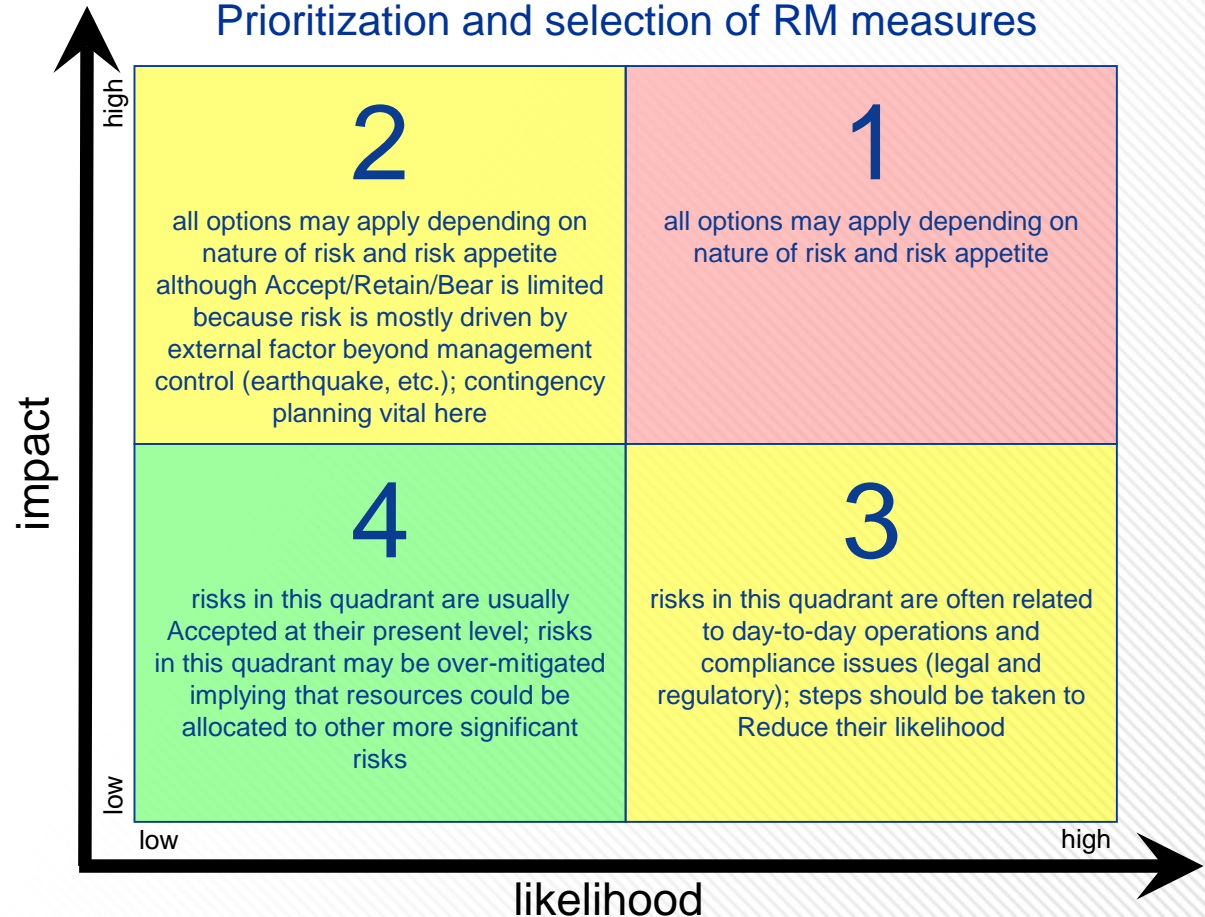 Prioritization and selection of RM measures
high
2
all options may apply depending on
nature of risk and risk appetite
although Accept/Retain/Bear is limited
because risk is mostly driven by
external factor beyond management
control (earthquake, etc.); contingency
planning vital here
1
all options may apply depending on
nature of risk and risk appetite
impact
4
risks in this quadrant are usually
Accepted at their present level; risks
in this quadrant may be over-mitigated
implying that resources could be
allocated to other more significant
risks
3
risks in this quadrant are often related
to day-to-day operations and
compliance issues (legal and
regulatory); steps should be taken to
Reduce their likelihood
low
low
high
likelihood